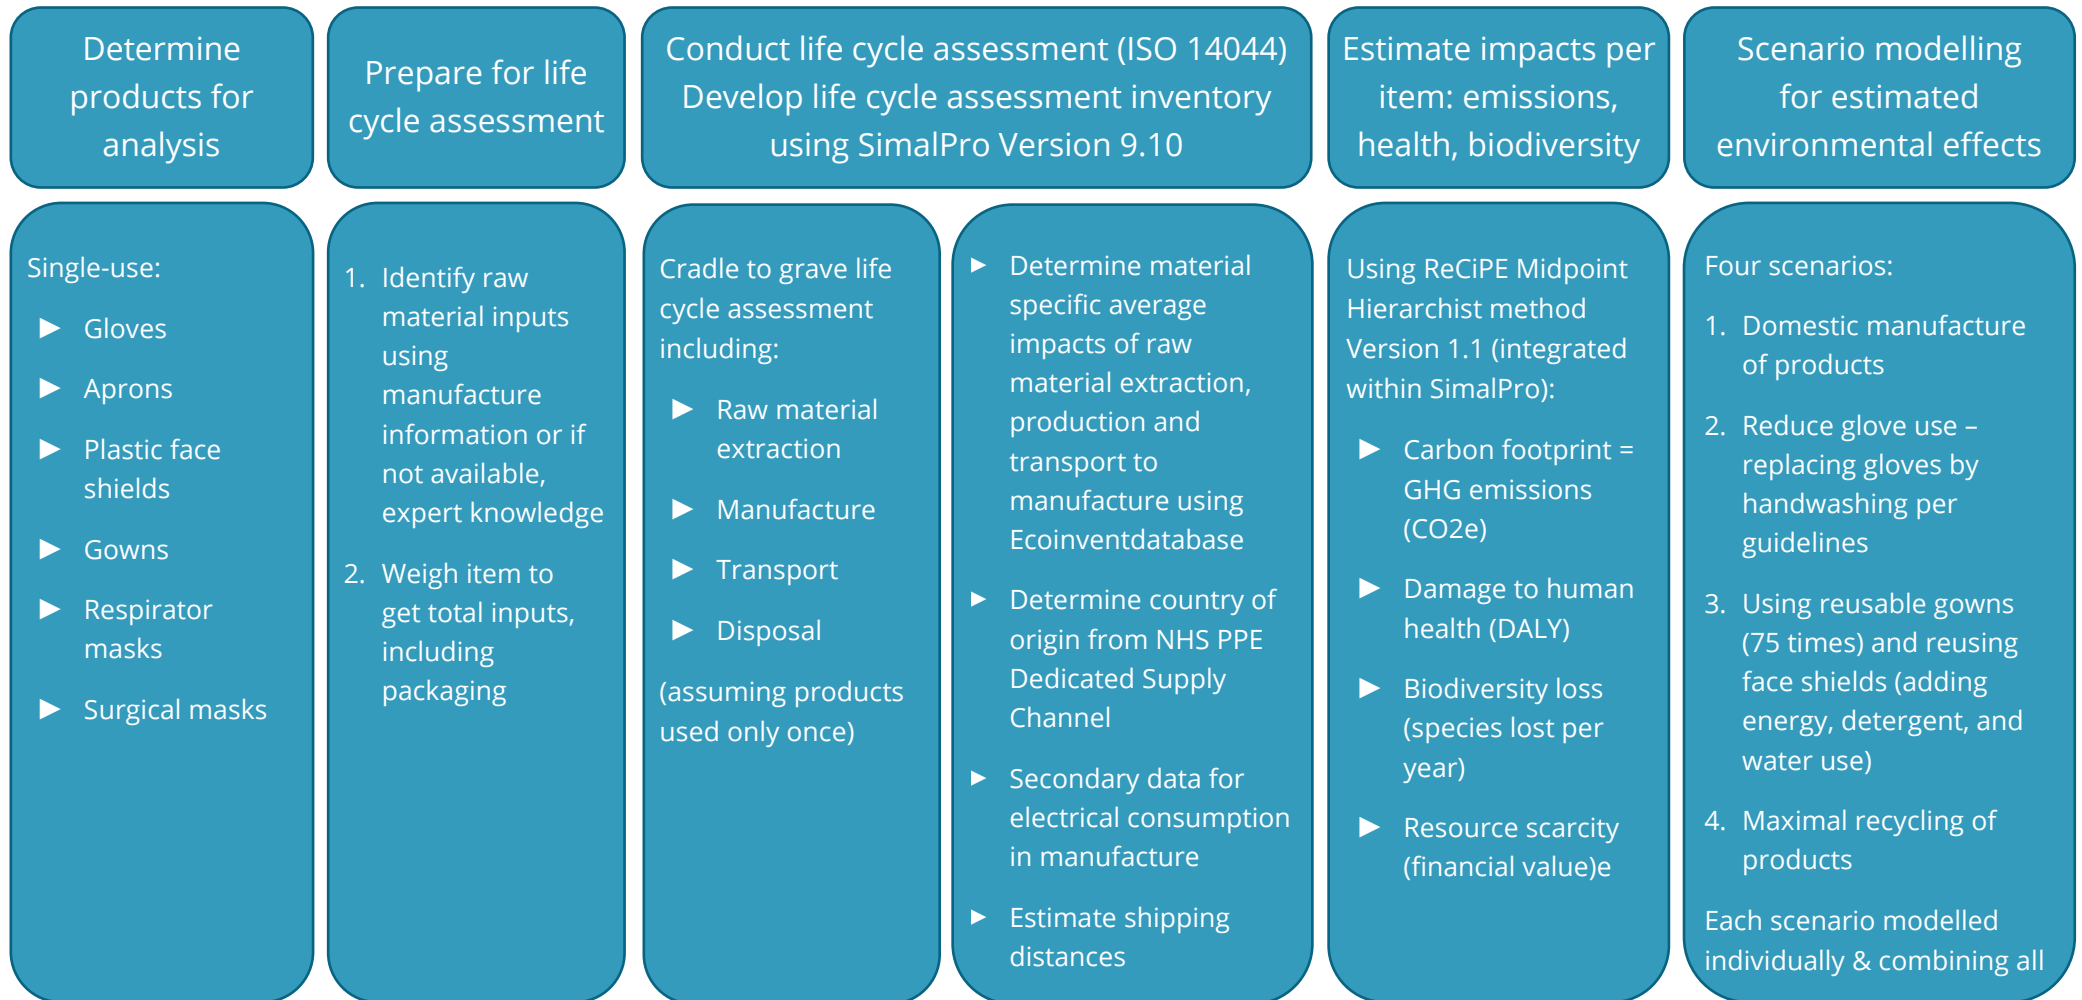 Determine
products for
analysis
Prepare for life
cycle assessment
Conduct life cycle assessment (ISO 14044)
Develop life cycle assessment inventory
using SimalPro Version 9.10
Estimate impacts per
item: emissions,
health, biodiversity
Scenario modelling
for estimated
environmental effects
Single-use:
► Gloves
► Aprons
► Plastic face
shields
► Gowns
► Respirator
masks
► Surgical masks
1. Identify raw
material inputs
using
manufacture
information or if
not available,
expert knowledge
2. Weigh item to
get total inputs,
including
packaging
Cradle to grave life
cycle assessment
including:
► Raw material
extraction
► Manufacture
► Transport
► Disposal
(assuming products
used only once)
► Determine material
specific average
impacts of raw
material extraction,
production and
transport to
manufacture using
Ecoinventdatabase
► Determine country of
origin from NHS PPE
Dedicated Supply
Channel
► Secondary data for
electrical consumption
in manufacture
► Estimate shipping
distances
Using ReCiPE Midpoint
Hierarchist method
Version 1.1 (integrated
within SimalPro):
► Carbon footprint =
GHG emissions
(CO2e)
► Damage to human
health (DALY)
► Biodiversity loss
(species lost per
year)
► Resource scarcity
(financial value)e
Four scenarios:
1. Domestic manufacture
of products
2. Reduce glove use –
replacing gloves by
handwashing per
guidelines
3. Using reusable gowns
(75 times) and reusing
face shields (adding
energy, detergent, and
water use)
4. Maximal recycling of
products
Each scenario modelled
individually & combining all